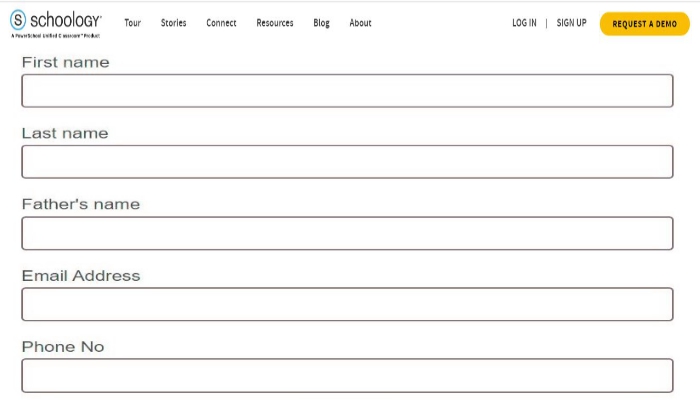 schoology
Tour Stories Connect Resources Blog About LOG IN | SIGN UP REQUEST A DEMO
A PowerSchool Unified Classroom™ Product
First name
Last name
Father's name
Email Address
Phone No